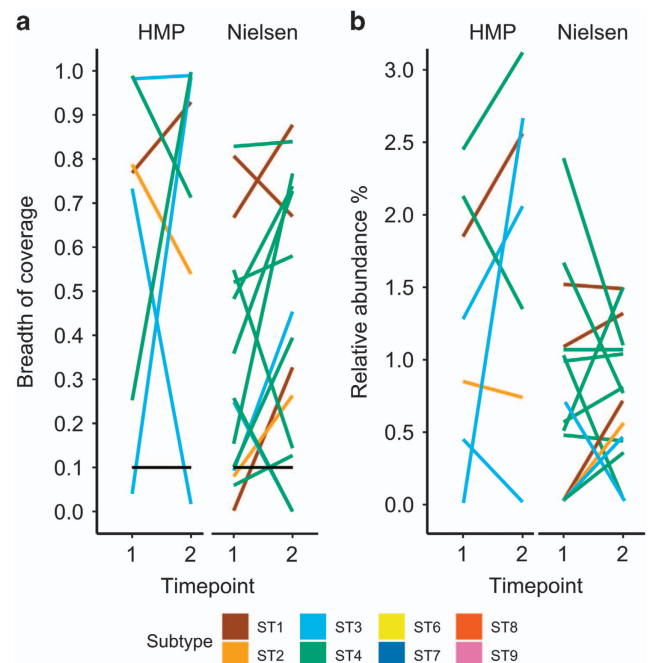 a
HMP Nielsen
Breadth of coverage
1.0
0.9
0.8
0.7
0.6
0.5
0.4
0.3
0.2
0.1
0.0
1 2 1 2
Timepoint
b
HMP Nielsen
Relative abundance %
3.0
2.5
2.0
1.5
1.0
0.5
0.0
1 2 1 2
Timepoint
Subtype
ST1 ST3 ST6 ST8
ST2 ST4 ST7 ST9